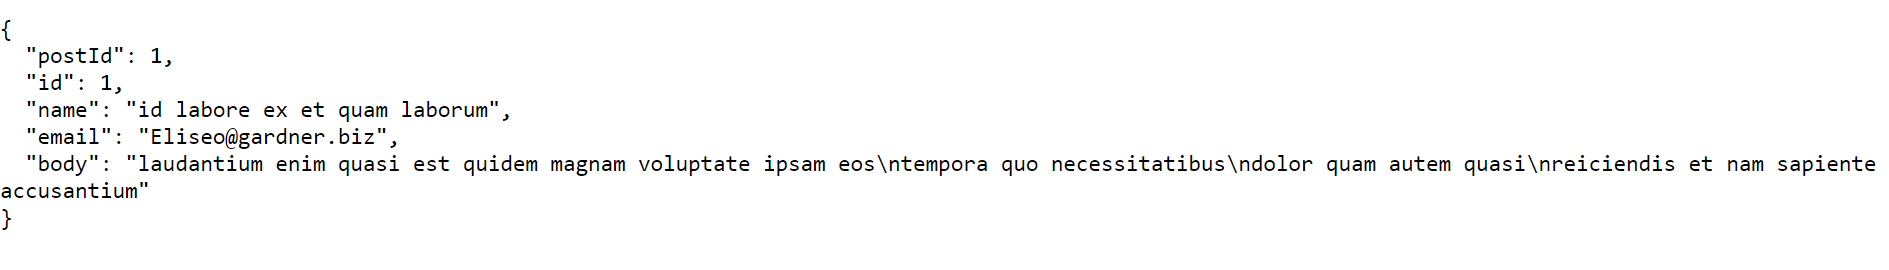 {
  "postId": 1,
  "id": 1,
  "name": "id labore ex et quam laborum",
  "email": "Eliseo@gardner.biz",
  "body": "laudantium enim quasi est quidem magnam voluptate ipsam eos\ntempora quo necessitatibus\ndolor quam autem quasi\nreiciendis et nam sapiente
accusantium"
}